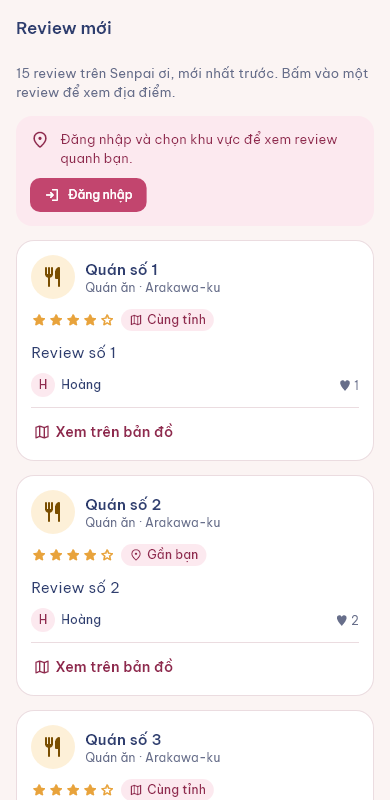 Review mới
15 review trên Senpai ơi, mới nhất trước. Bấm vào một
review để xem địa điểm.
Đăng nhập và chọn khu vực để xem review
quanh bạn.
Đăng nhập
Quán số 1
Quán ăn · Arakawa-ku
Cùng tỉnh
Review số 1
H Hoàng 1
Xem trên bản đồ
Quán số 2
Quán ăn · Arakawa-ku
Gần bạn
Review số 2
H Hoàng 2
Xem trên bản đồ
Quán số 3
Quán ăn · Arakawa-ku
Cùng tỉnh